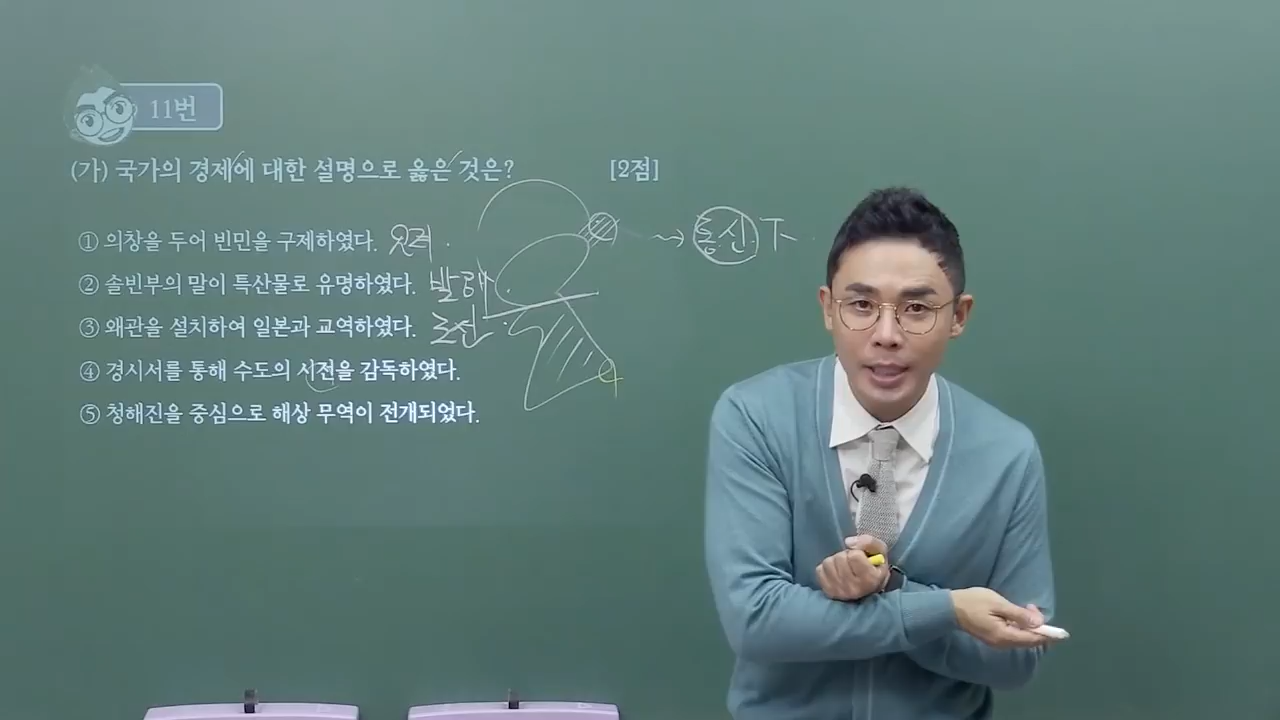 11번
(가) 국가의 경제에 대한 설명으로 옳은 것은? [2점]
① 의창을 두어 빈민을 구제하였다.
② 솔빈부의 말이 특산물로 유명하였다. 발해
③ 왜관을 설치하여 일본과 교역하였다. 조선
④ 경시서를 통해 수도의 시전을 감독하였다.
⑤ 청해진을 중심으로 해상 무역이 전개되었다.
통신